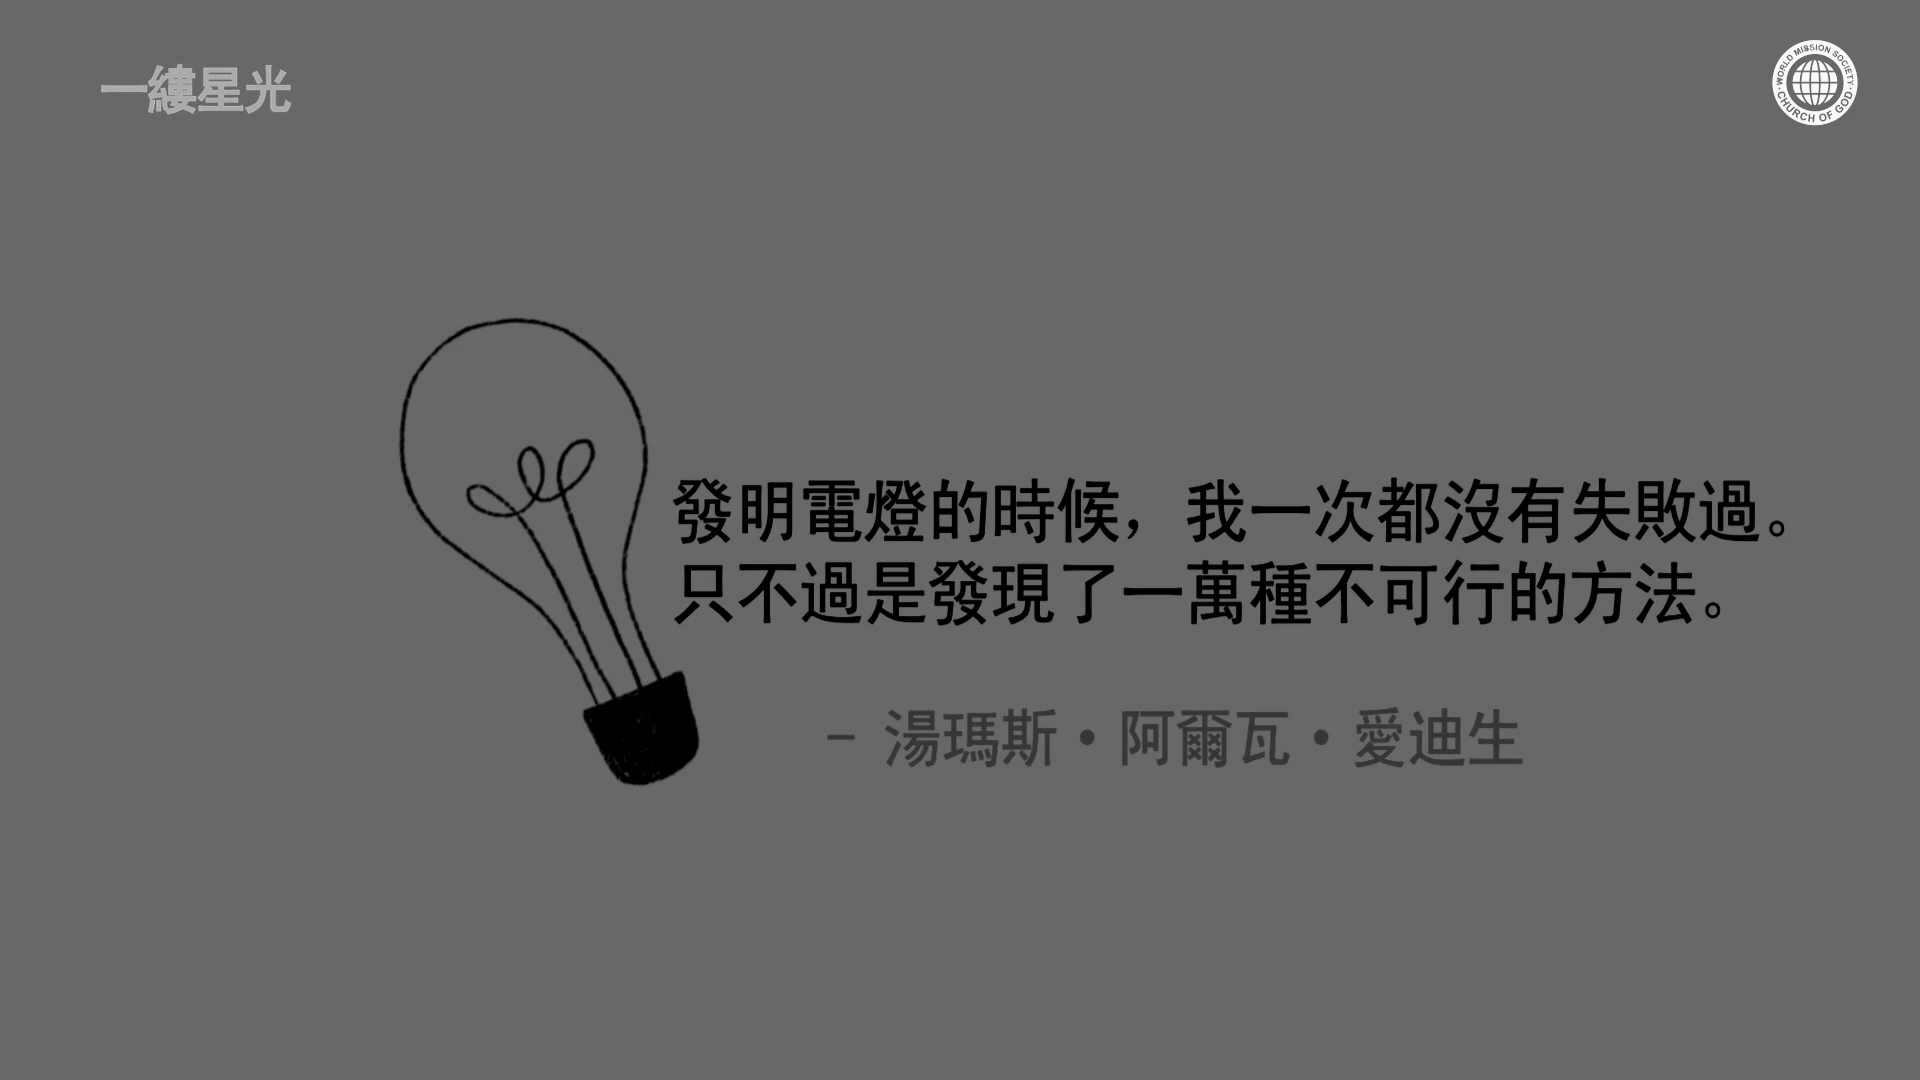 一縷星光
WORLD MISSION SOCIETY
CHURCH OF GOD
發明電燈的時候，我一次都沒有失敗過。
只不過是發現了一萬種不可行的方法。
– 湯瑪斯・阿爾瓦・愛迪生